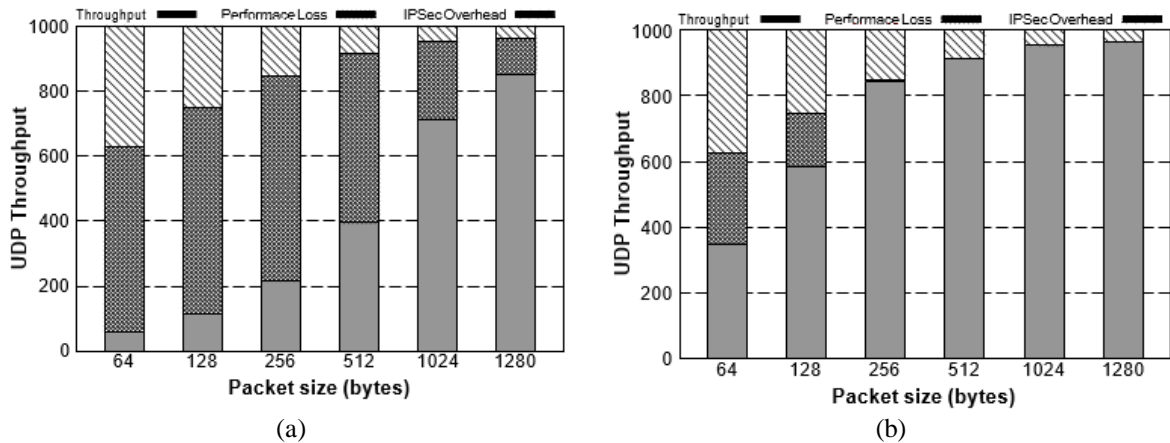 Throughput Performace Loss IPSec Overhead
1000
800
600
400
200
0
UDP Throughput
64 128 256 512 1024 1280
Packet size (bytes)
(a)
Throughput Performace Loss IPSec Overhead
1000
800
600
400
200
0
UDP Throughput
64 128 256 512 1024 1280
Packet size (bytes)
(b)